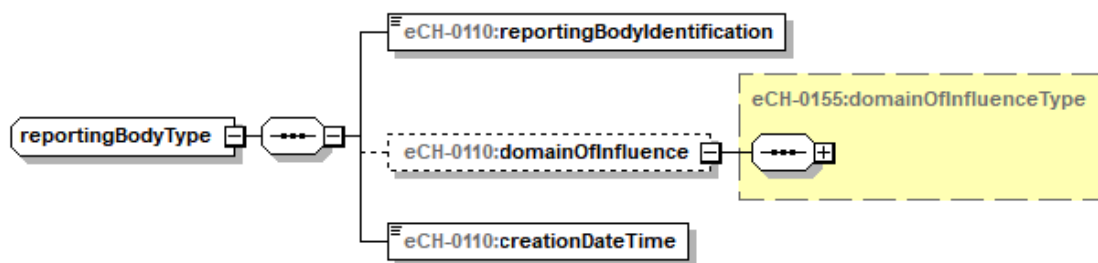 eCH-0110:reportingBodyIdentification
eCH-0155:domainOfInfluenceType
reportingBodyType
eCH-0110:domainOfInfluence
eCH-0110:creationDateTime